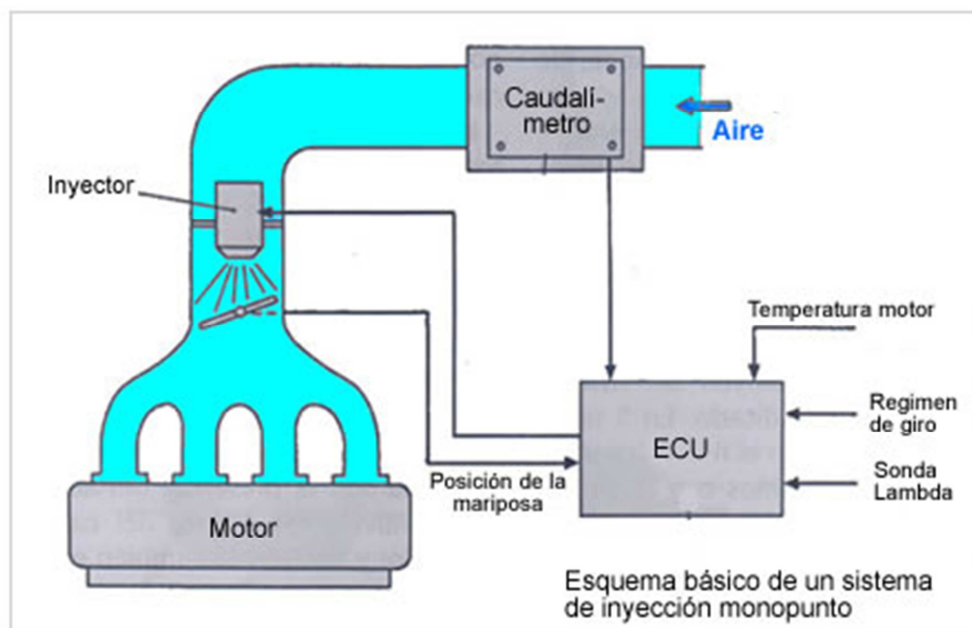 Caudalí-
metro
Aire
Inyector
Temperatura motor
Regimen
de giro
ECU
Sonda
Lambda
Posición de la
mariposa
Motor
Esquema básico de un sistema
de inyección monopunto